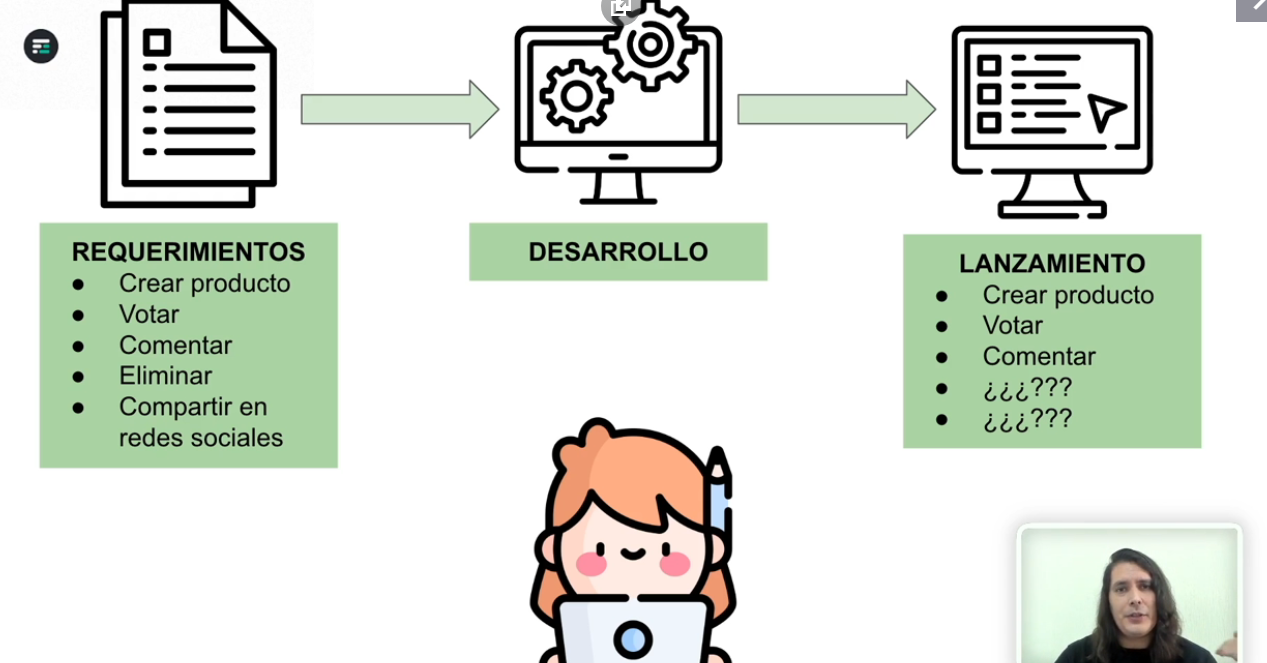 REQUERIMIENTOS
● Crear producto
● Votar
● Comentar
● Eliminar
● Compartir en
redes sociales
DESARROLLO
LANZAMIENTO
● Crear producto
● Votar
● Comentar
● ¿¿¿???
● ¿¿¿???